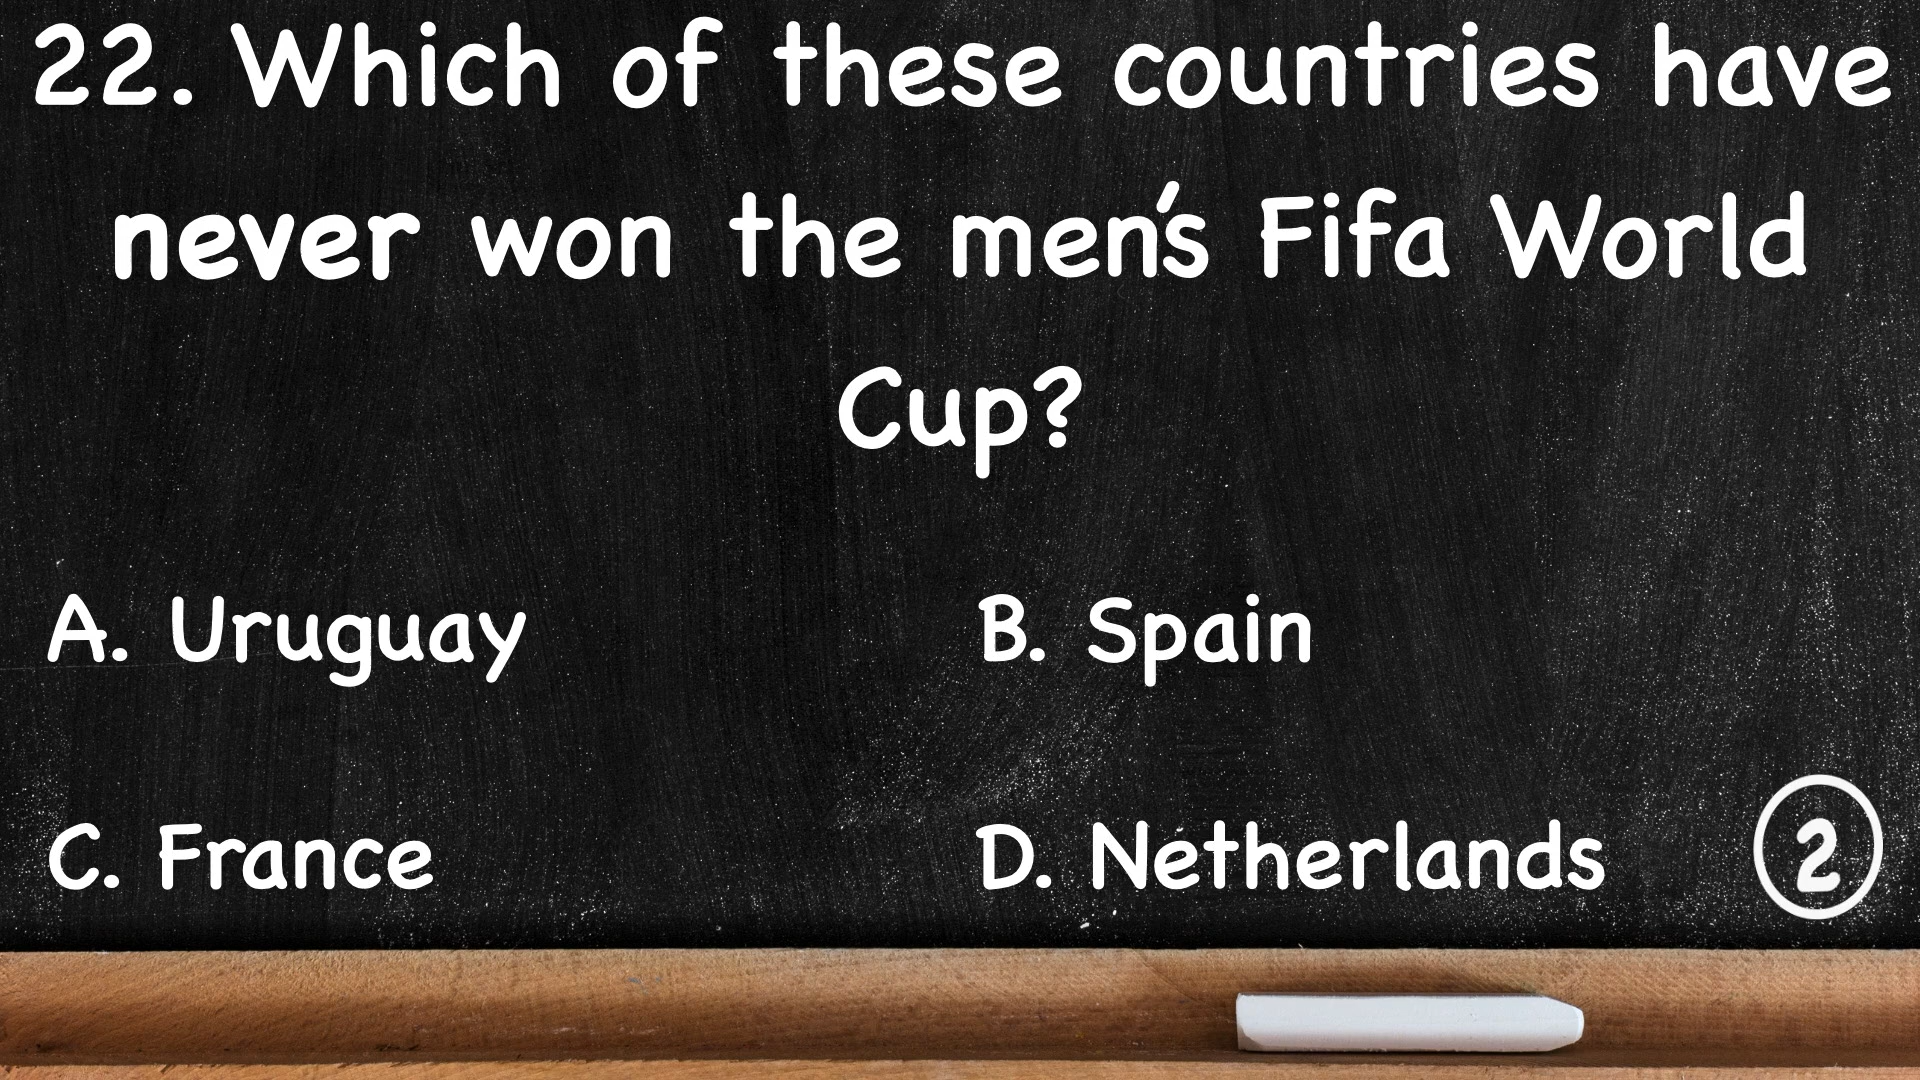 22. Which of these countries have
never won the men's Fifa World
Cup?
A. Uruguay
B. Spain
C. France
D. Netherlands
2